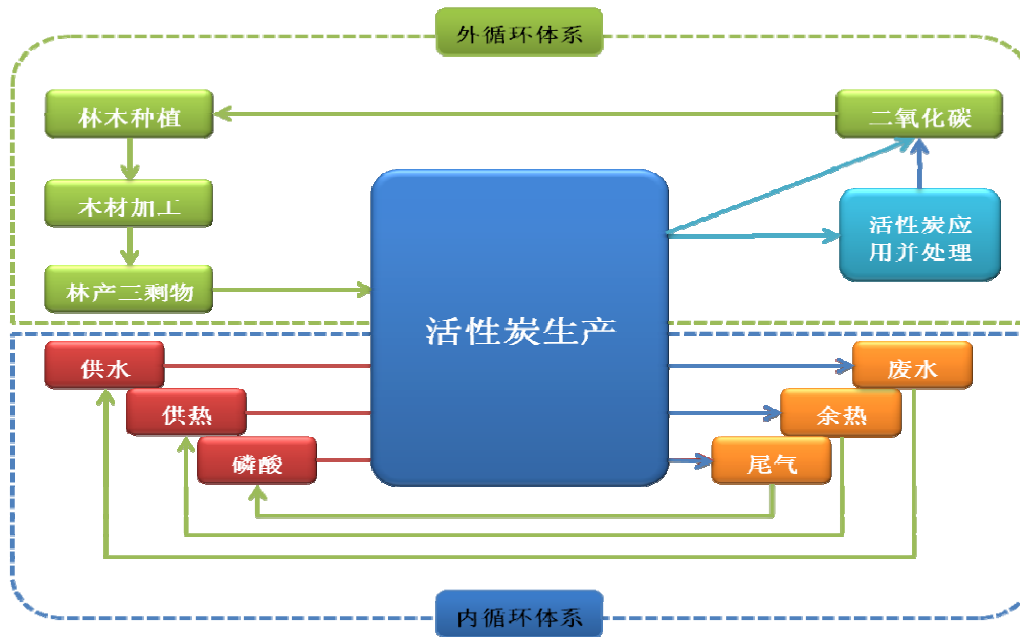 外循环体系
林木种植
二氧化碳
木材加工
活性炭应
用并处理
林产三剩物
活性炭生产
供水
废水
供热
余热
磷酸
尾气
内循环体系